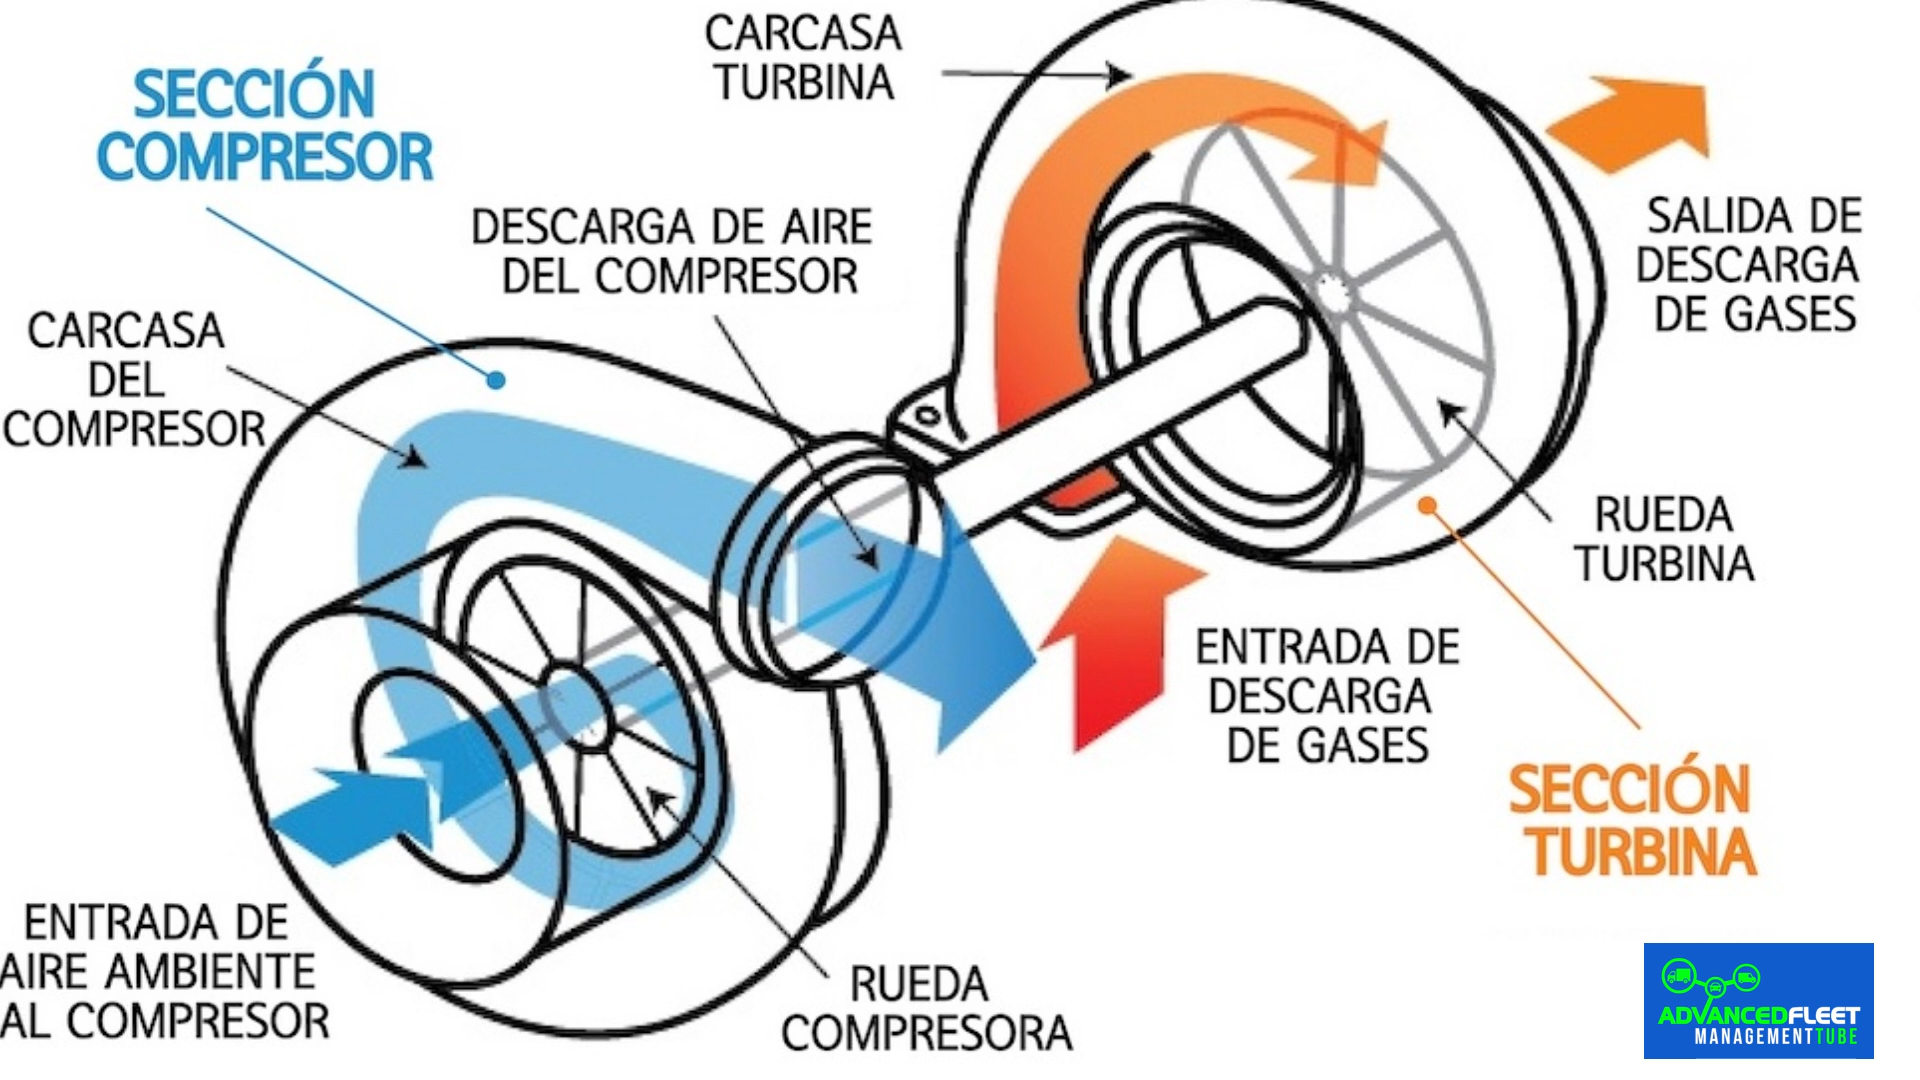 CARCASA
TURBINA
SECCIÓN
COMPRESOR
DESCARGA DE AIRE
DEL COMPRESOR
SALIDA DE
DESCARGA
DE GASES
CARCASA
DEL
COMPRESOR
RUEDA
TURBINA
ENTRADA DE
DESCARGA
DE GASES
SECCIÓN
TURBINA
ENTRADA DE
AIRE AMBIENTE
AL COMPRESOR
RUEDA
COMPRESORA
ADVANCEDFLEET
MANAGEMENTTUBE